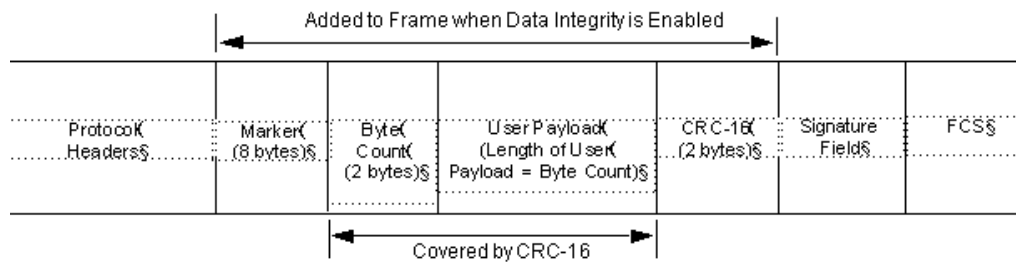 Added to Frame when Data Integrity is Enabled
Protocol(
Headers§
Marker(
(8 bytes)§
Byte(
Count(
(2 bytes)§
User Payload(
(Length of User(
Payload = Byte Count)§
CRC-16(
(2 bytes)§
Signature
Field§
FCS§
Covered by CRC-16